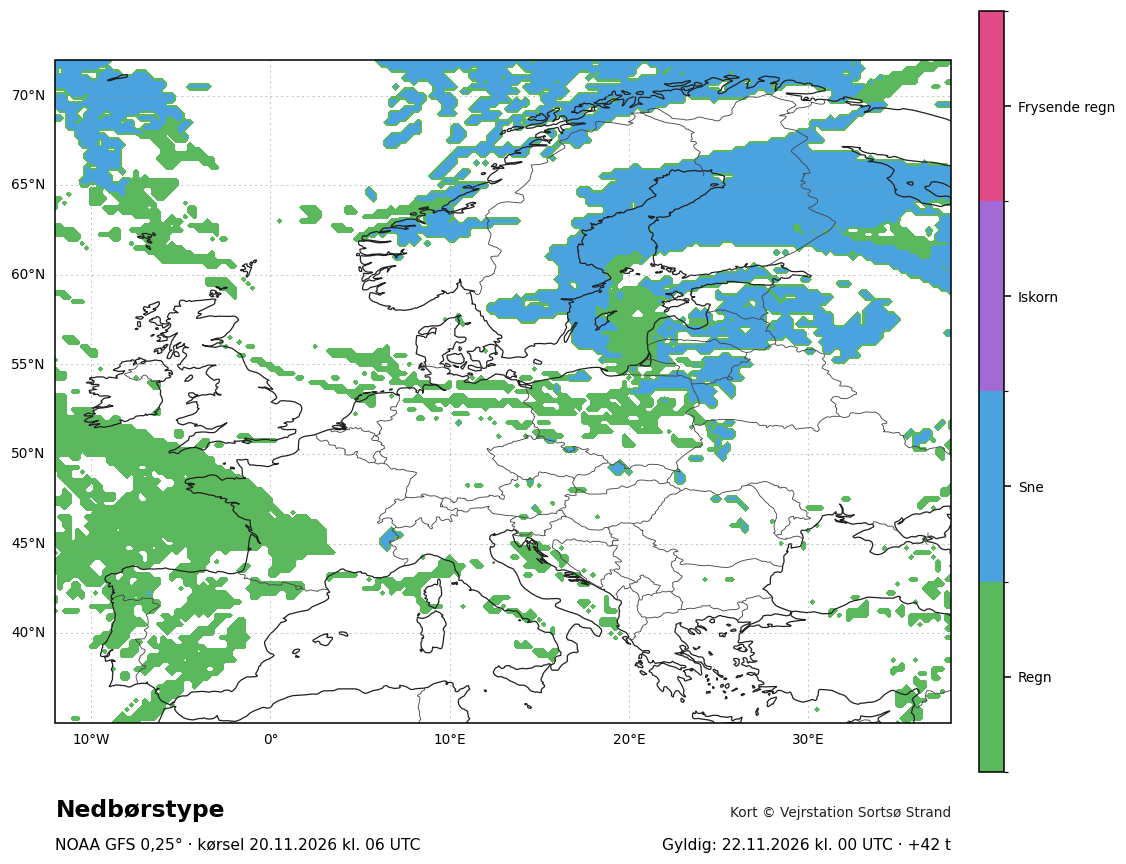 Frysende regn
Iskorn
Sne
Regn
70°N
65°N
60°N
55°N
50°N
45°N
40°N
10°W
0°
10°E
20°E
30°E
Nedbørstype
Kort © Vejrstation Sortsø Strand
NOAA GFS 0,25° · kørsel 20.11.2026 kl. 06 UTC
Gyldig: 22.11.2026 kl. 00 UTC · +42 t